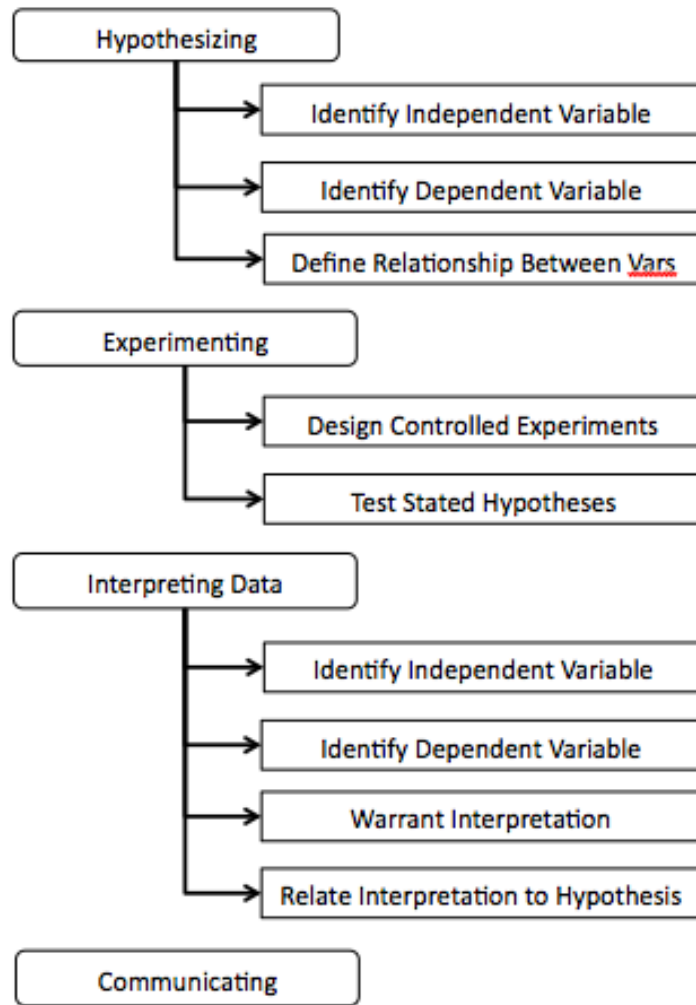 Hypothesizing
Identify Independent Variable
Identify Dependent Variable
Define Relationship Between Vars
Experimenting
Design Controlled Experiments
Test Stated Hypotheses
Interpreting Data
Identify Independent Variable
Identify Dependent Variable
Warrant Interpretation
Relate Interpretation to Hypothesis
Communicating